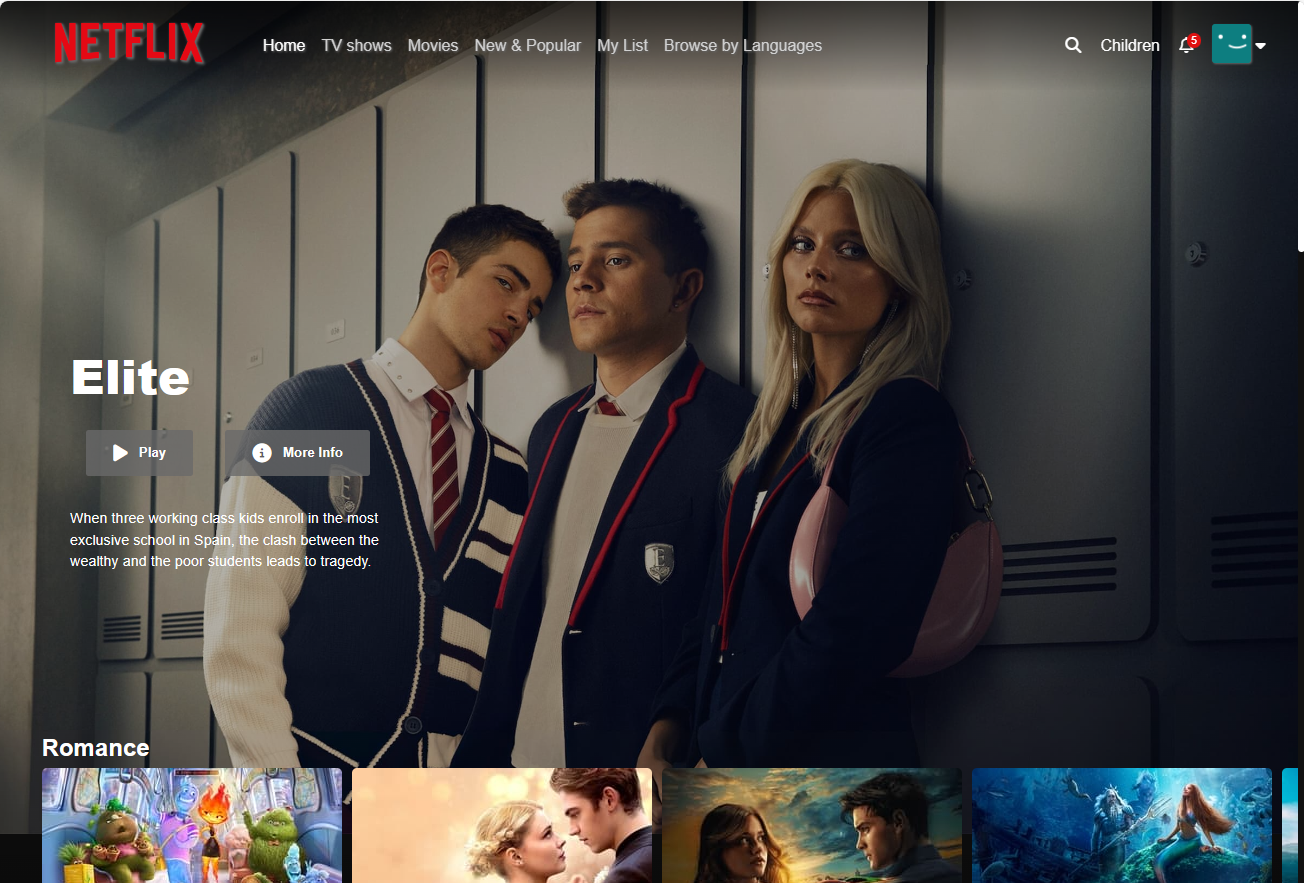 NETFLIX
Home TV shows Movies New & Popular My List Browse by Languages
Children 5
Elite
Play More Info
E
When three working class kids enroll in the most
exclusive school in Spain, the clash between the
wealthy and the poor students leads to tragedy.
E
Romance